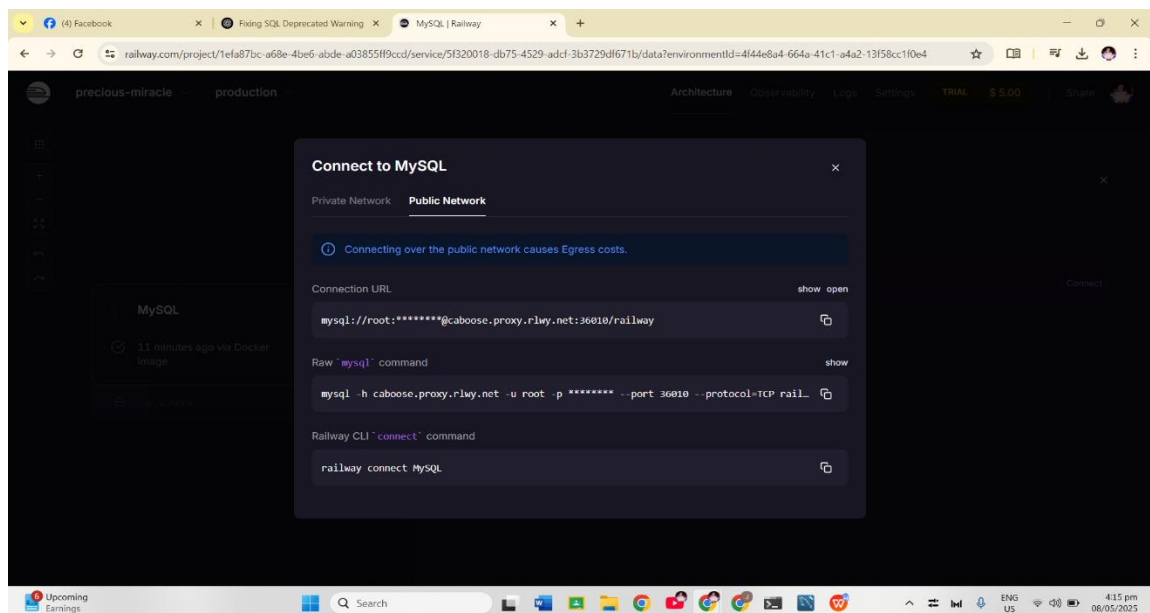 (4) Facebook
Fixing SQL Deprecated Warning
MySQL | Railway
railway.com/project/1efa87bc-a68e-4be6-abde-a03855ff9ccd/service/5f320018-db75-4529-adcf-3b3729df671b/data?environmentId=4f44e8a4-664a-41c1-a4a2-13f58cc1f0e4
precious-miracle production Architecture Observability Logs Settings TRIAL $ 5.00 Share
Connect to MySQL
Private Network Public Network
Connecting over the public network causes Egress costs.
Connection URL show open
mysql://root:********@caboose.proxy.rlwy.net:36010/railway
Raw `mysql` command show
mysql -h caboose.proxy.rlwy.net -u root -p ******** --port 36010 --protocol=TCP rail…
Railway CLI `connect` command
railway connect MySQL
MySQL
11 minutes ago via Docker
Image
Connect
6
Upcoming
Earnings
Search
ENG
US
4:15 pm
08/05/2025